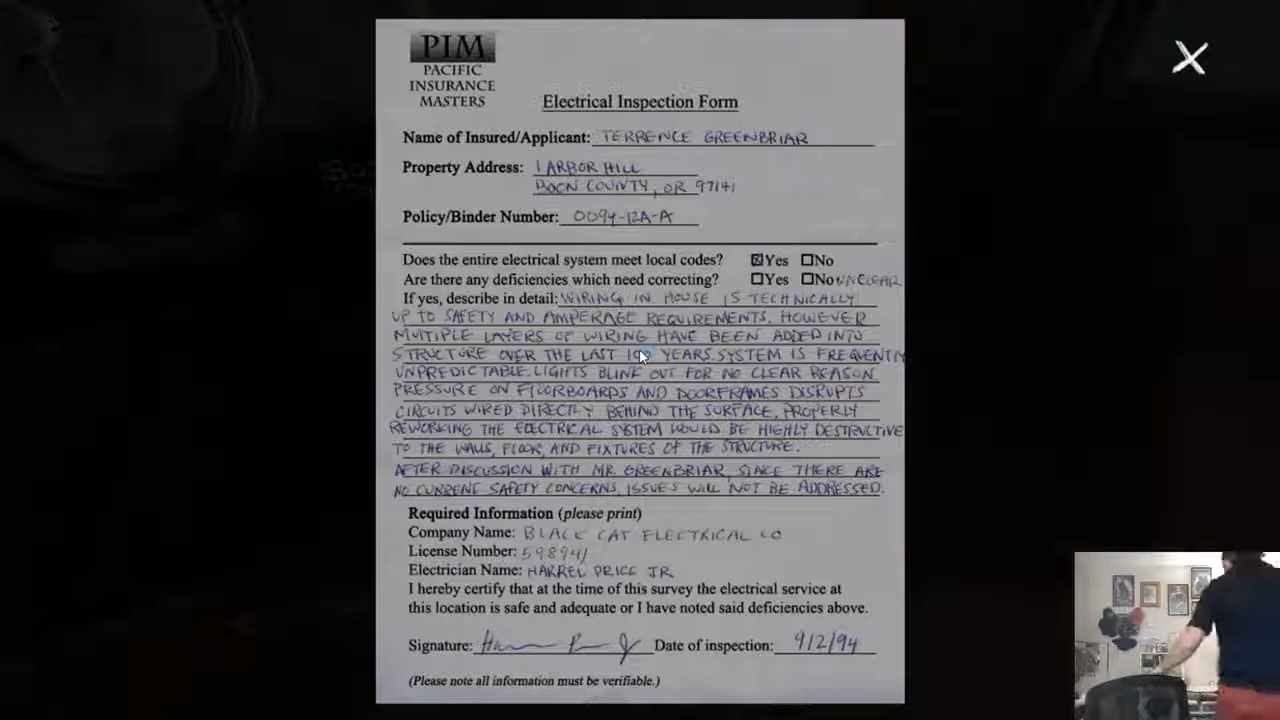 PIM
PACIFIC
INSURANCE
MASTERS
Electrical Inspection Form
Name of Insured/Applicant: TERRENCE GREENBRIAR
Property Address: 1 ARBOR HILL
BOON COUNTY, OR 97141
Policy/Binder Number: 0094-12A-A
Does the entire electrical system meet local codes? ☒Yes ☐No
Are there any deficiencies which need correcting? ☐Yes ☐No UNCLEAR
If yes, describe in detail: WIRING IN HOUSE IS TECHNICALLY
UP TO SAFETY AND AMPERAGE REQUIREMENTS. HOWEVER
MULTIPLE LAYERS OF WIRING HAVE BEEN ADDED INTO
STRUCTURE OVER THE LAST 100 YEARS. SYSTEM IS FREQUENTLY
UNPREDICTABLE. LIGHTS BLINK OUT FOR NO CLEAR REASON
PRESSURE ON FLOORBOARDS AND DOORFRAMES DISRUPTS
CIRCUITS WIRED DIRECTLY BEHIND THE SURFACE. PROPERLY
REWORKING THE ELECTRICAL SYSTEM WOULD BE HIGHLY DESTRUCTIVE
TO THE WALLS, FLOOR, AND FIXTURES OF THE STRUCTURE.
AFTER DISCUSSION WITH MR GREENBRIAR, SINCE THERE ARE
NO CURRENT SAFETY CONCERNS, ISSUES WILL NOT BE ADDRESSED.
Required Information (please print)
Company Name: BLACK CAT ELECTRICAL CO
License Number: 598941
Electrician Name: HARREL PRICE JR
I hereby certify that at the time of this survey the electrical service at
this location is safe and adequate or I have noted said deficiencies above.
Signature: Date of inspection: 9/2/94
(Please note all information must be verifiable.)